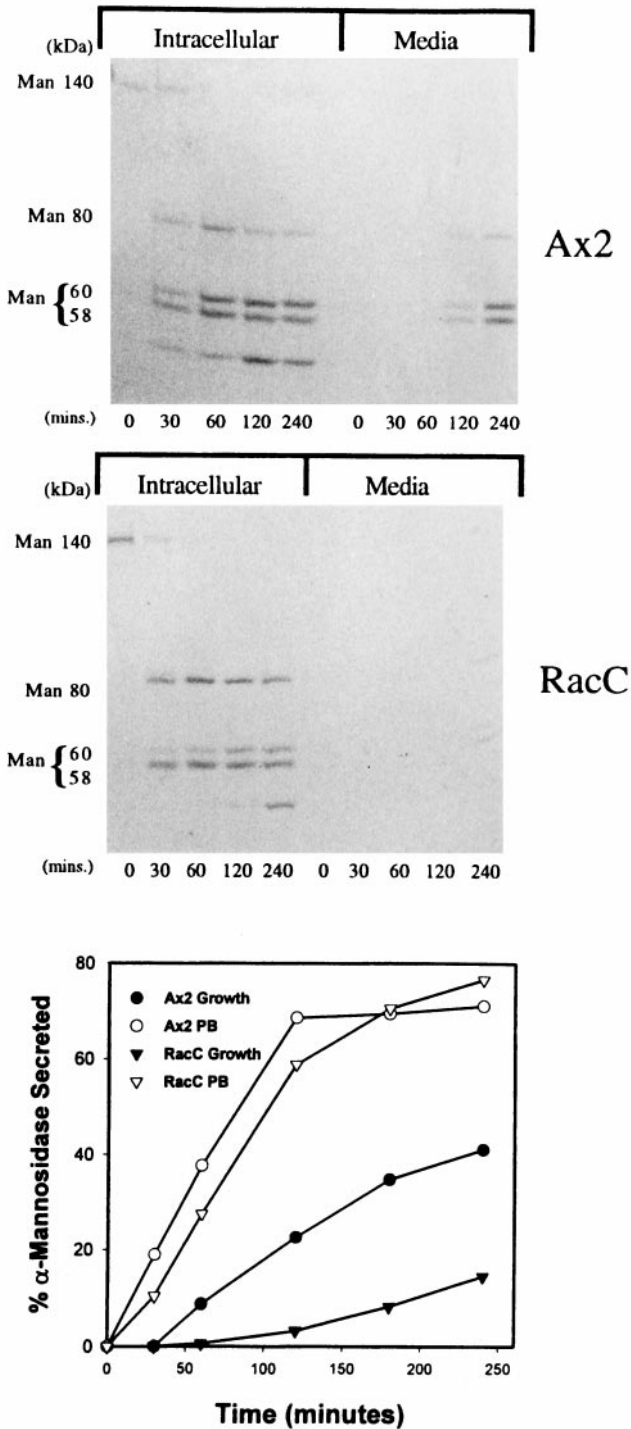 (kDa) Intracellular Media
Man 140
Man 80
Ax2
Man { 60
58
(mins.) 0 30 60 120 240 0 30 60 120 240
(kDa) Intracellular Media
Man 140
Man 80
RacC
Man { 60
58
(mins.) 0 30 60 120 240 0 30 60 120 240
80
60
40
20
0
% α-Mannosidase Secreted
Ax2 Growth
Ax2 PB
RacC Growth
RacC PB
0 50 100 150 200 250
Time (minutes)